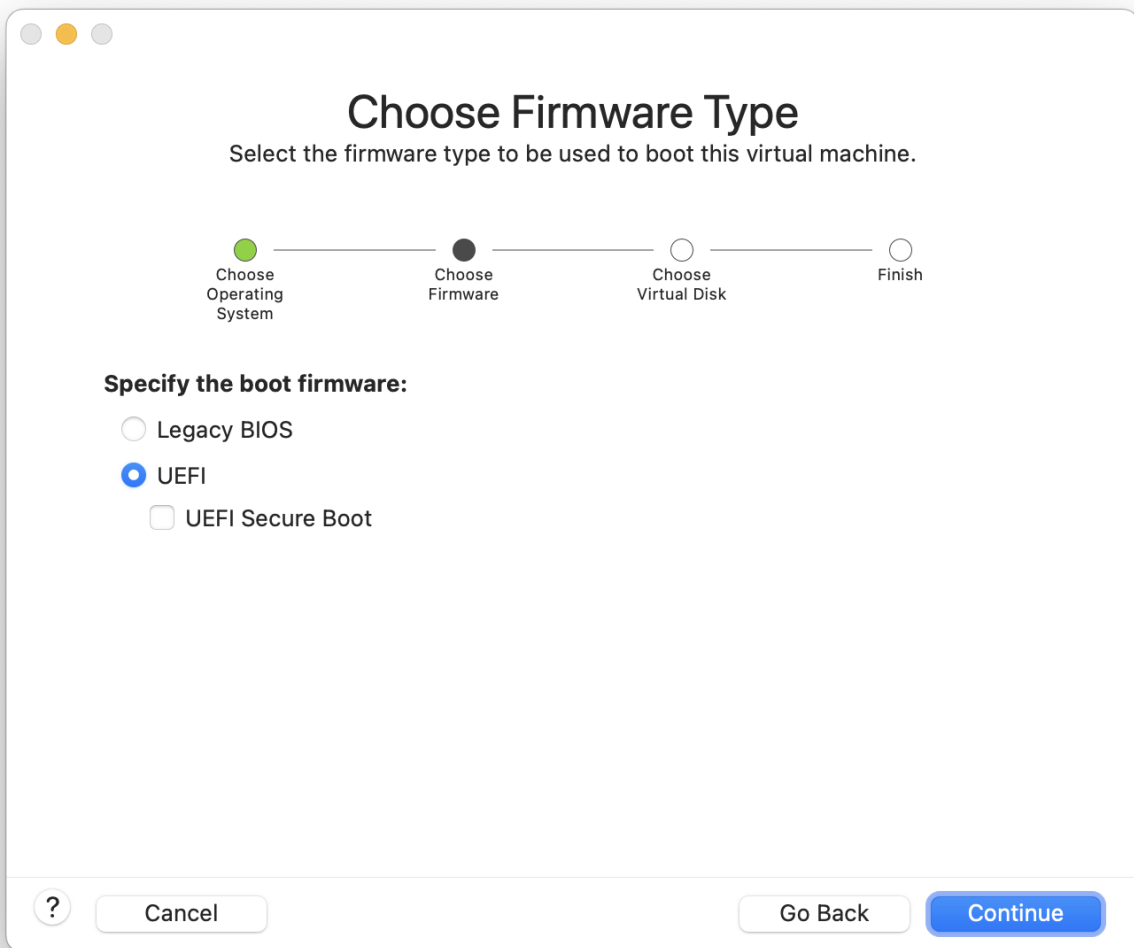 Choose Firmware Type
Select the firmware type to be used to boot this virtual machine.
Choose
Operating
System
Choose
Firmware
Choose
Virtual Disk
Finish
Specify the boot firmware:
Legacy BIOS
UEFI
UEFI Secure Boot
?
Cancel
Go Back
Continue